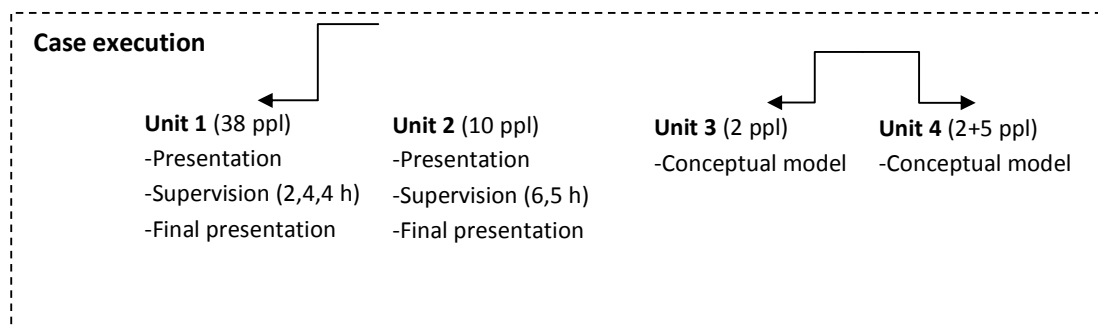 Case execution
Unit 1 (38 ppl)
-Presentation
-Supervision (2,4,4 h)
-Final presentation
Unit 2 (10 ppl)
-Presentation
-Supervision (6,5 h)
-Final presentation
Unit 3 (2 ppl)
-Conceptual model
Unit 4 (2+5 ppl)
-Conceptual model